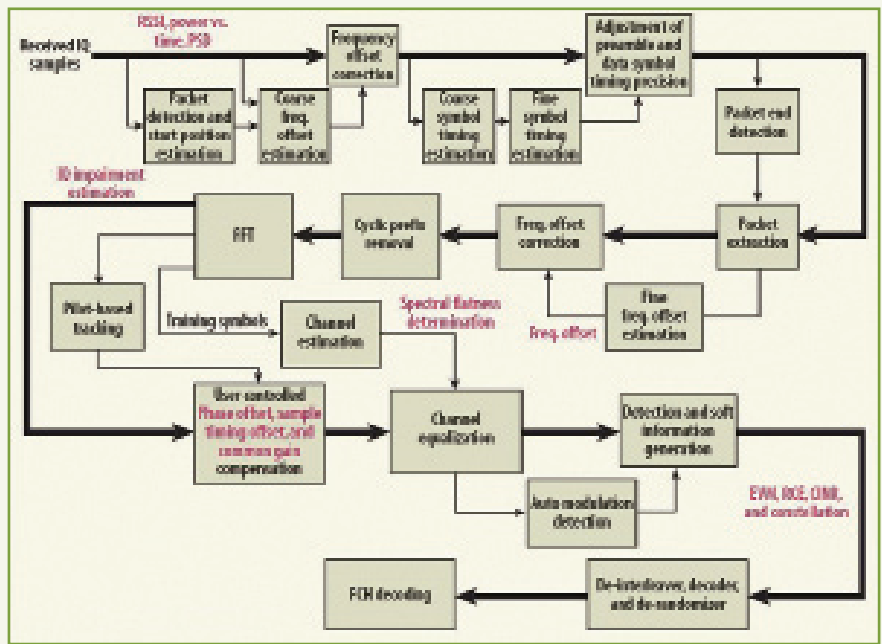 RSSI, power vs.
time, PSD
Received IQ
samples
Frequency
offset
correction
Adjustment of
preamble and
data symbol
timing precision
Packet
detection and
start position
estimation
Coarse
freq.
offset
estimation
Coarse
symbol
timing
estimation
Fine
symbol
timing
estimation
Packet end
detection
IQ impairment
estimation
FFT
Cyclic prefix
removal
Freq. offset
correction
Packet
extraction
Pilot-based
tracking
Training symbols
Channel
estimation
Spectral flatness
determination
Freq. offset
Fine
freq. offset
estimation
User-controlled
Phase offset, sample
timing offset, and
common gain
compensation
Channel
equalization
Detection and soft
information
generation
Auto modulation
detection
EVM, RCE, CINR,
and constellation
FCH decoding
De-interleaver, decoder,
and de-randomizer